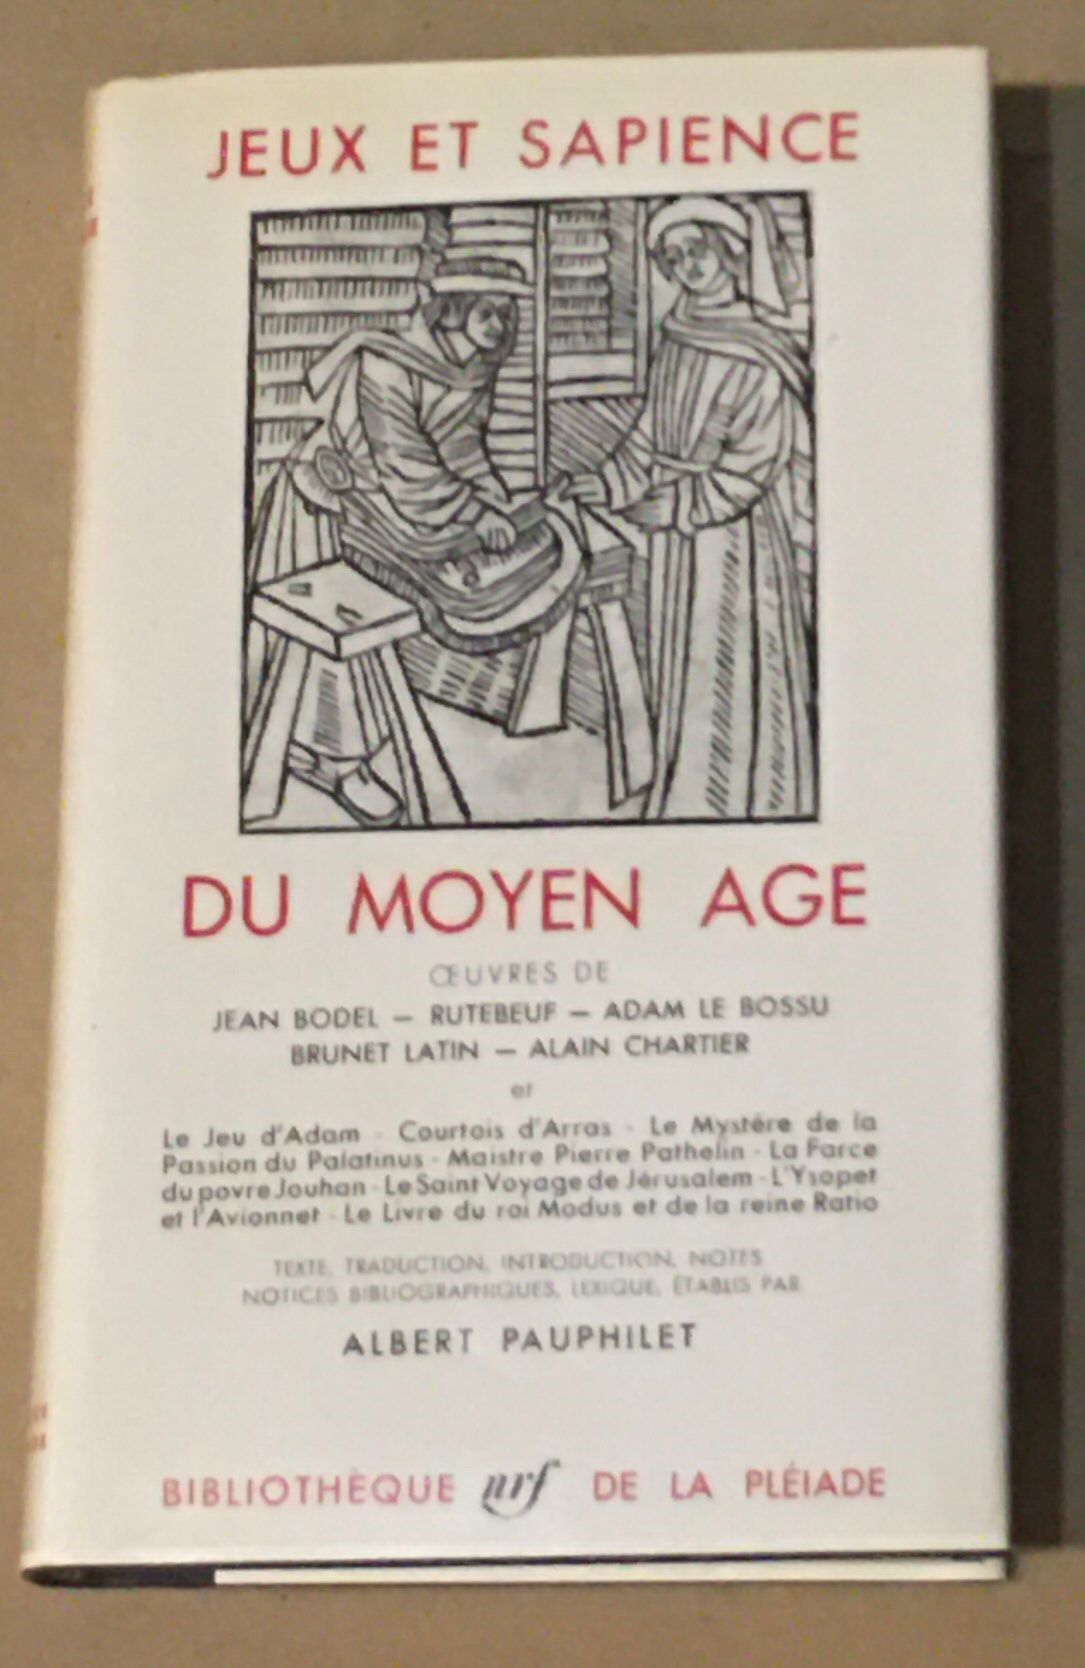 JEUX ET SAPIENCE
DU MOYEN AGE
ŒUVRES DE
JEAN BODEL — RUTEBEUF — ADAM LE BOSSU
BRUNET LATIN — ALAIN CHARTIER
et
Le Jeu d'Adam - Courtois d'Arras - Le Mystère de la
Passion du Palatinus - Maistre Pierre Pathelin - La Farce
du povre Jouhan - Le Saint Voyage de Jérusalem - L'Ysopet
et l'Avionnet - Le Livre du roi Modus et de la reine Ratio
TEXTE, TRADUCTION, INTRODUCTION, NOTES
NOTICES BIBLIOGRAPHIQUES, LEXIQUE, ÉTABLIS PAR
ALBERT PAUPHILET
BIBLIOTHÈQUE nrf DE LA PLÉIADE